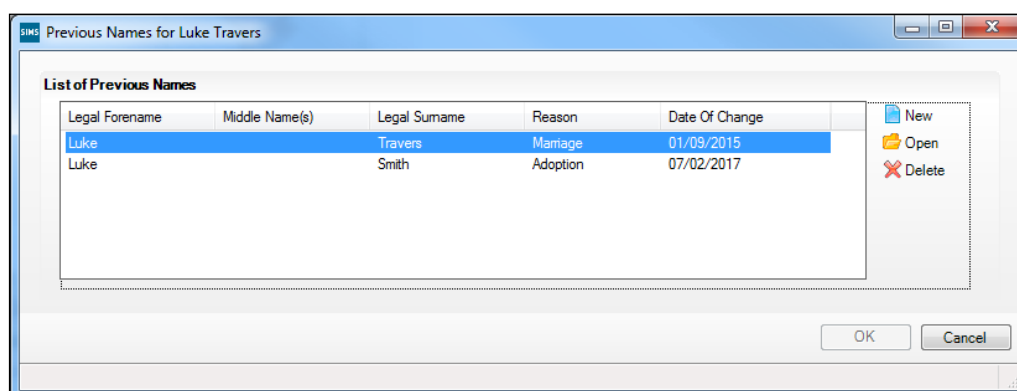 SIMS Previous Names for Luke Travers
List of Previous Names
Legal Forename Middle Name(s) Legal Surname Reason Date Of Change
Luke Travers Marriage 01/09/2015
Luke Smith Adoption 07/02/2017
New
Open
Delete
OK Cancel